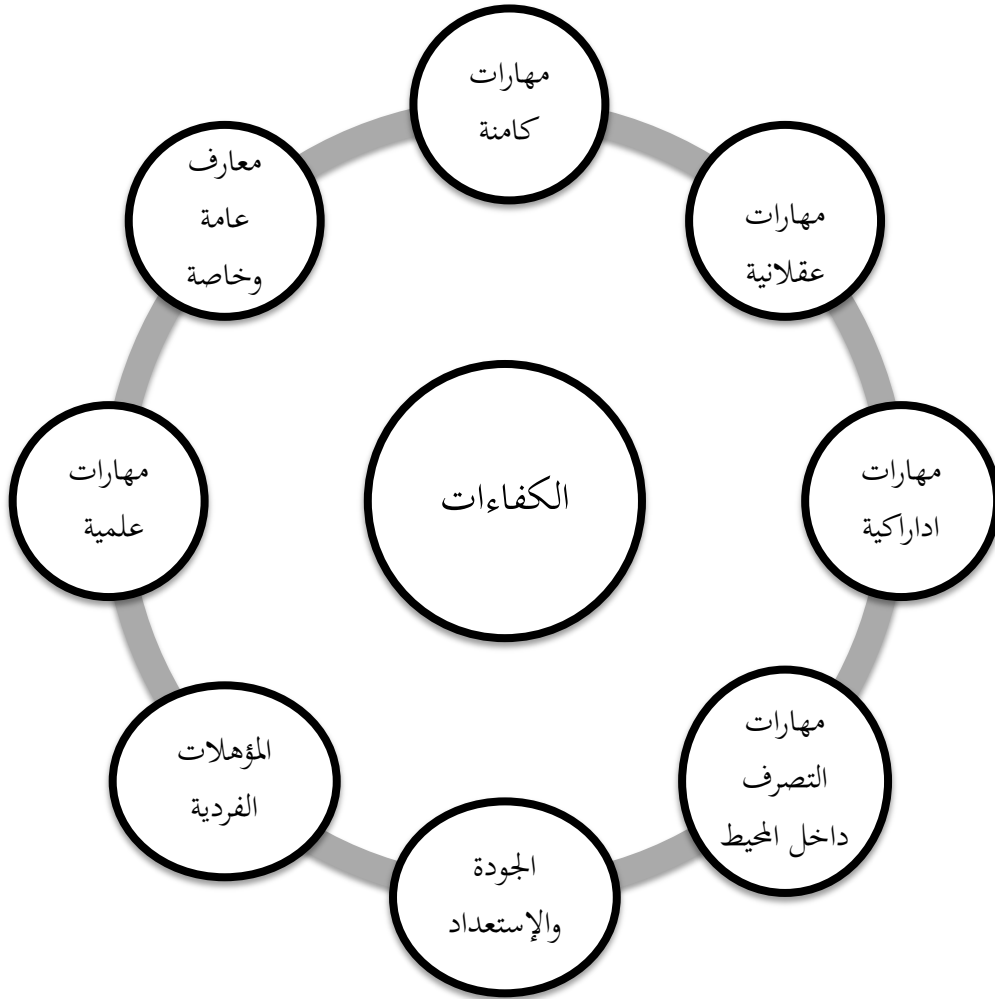 مهارات
كامنة
مهارات
عقلانية
مهارات
اداراكية
مهارات
التصرف
داخل المحيط
الجودة
والإستعداد
المؤهلات
الفردية
مهارات
علمية
معارف
عامة
وخاصة
الكفاءات